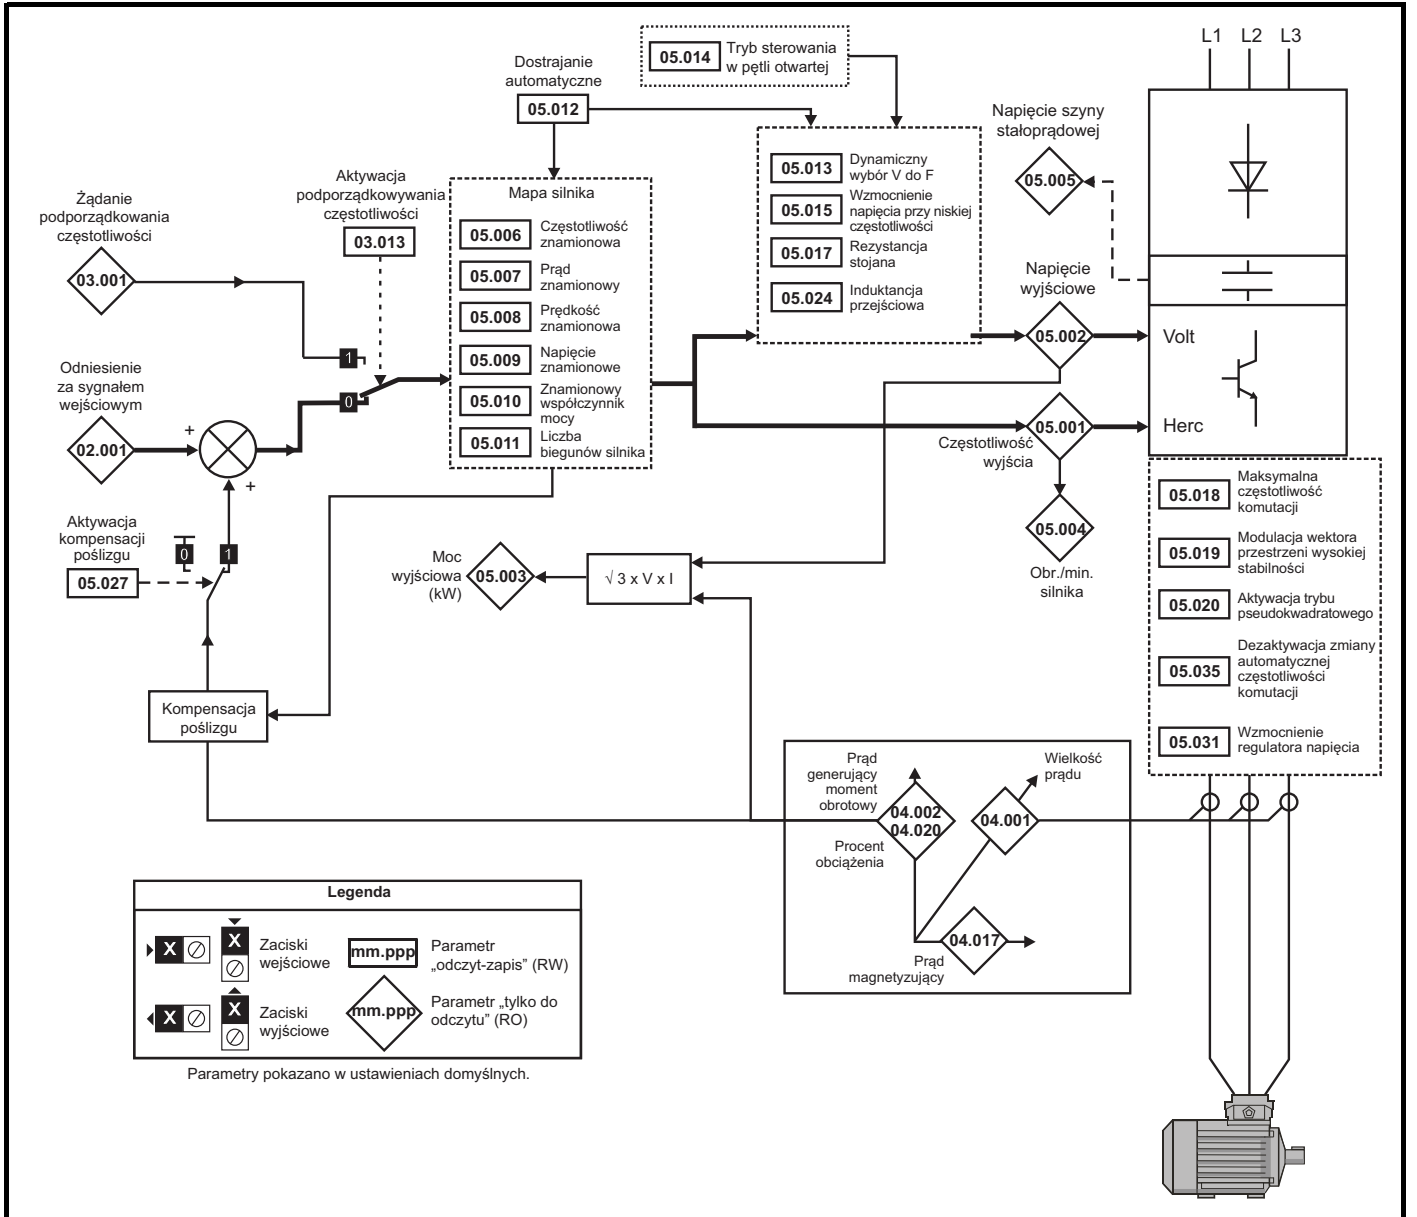 L1 L2 L3
05.014
Tryb sterowania
w pętli otwartej
Dostrajanie
automatyczne
05.012
Napięcie szyny
stałoprądowej
05.005
05.013
Dynamiczny
wybór V do F
05.015
Wzmocnienie
napięcia przy niskiej
częstotliwości
05.017
Rezystancja
stojana
05.024
Induktancja
przejściowa
Aktywacja
podporządkowywania
częstotliwości
03.013
Żądanie
podporządkowania
częstotliwości
03.001
1
0
Mapa silnika
05.006
Częstotliwość
znamionowa
05.007
Prąd
znamionowy
05.008
Prędkość
znamionowa
05.009
Napięcie
znamionowe
05.010
Znamionowy
współczynnik
mocy
05.011
Liczba
biegunów silnika
Napięcie
wyjściowe
05.002
Volt
05.001
Częstotliwość
wyjścia
Herc
05.004
Obr./min.
silnika
Odniesienie
za sygnałem
wejściowym
02.001
+
+
Aktywacja
kompensacji
poślizgu
05.027
0
1
Moc
wyjściowa
(kW)
05.003
√ 3 x V x I
Kompensacja
poślizgu
05.018
Maksymalna
częstotliwość
komutacji
05.019
Modulacja wektora
przestrzeni wysokiej
stabilności
05.020
Aktywacja trybu
pseudokwadratowego
05.035
Dezaktywacja zmiany
automatycznej
częstotliwości
komutacji
05.031
Wzmocnienie
regulatora napięcia
Prąd
generujący
moment
obrotowy
04.002
04.020
Procent
obciążenia
Wielkość
prądu
04.001
04.017
Prąd
magnetyzujący
Legenda
X
X
Zaciski
wejściowe
mm.ppp
Parametr
„odczyt-zapis” (RW)
X
X
Zaciski
wyjściowe
mm.ppp
Parametr „tylko do
odczytu” (RO)
Parametry pokazano w ustawieniach domyślnych.